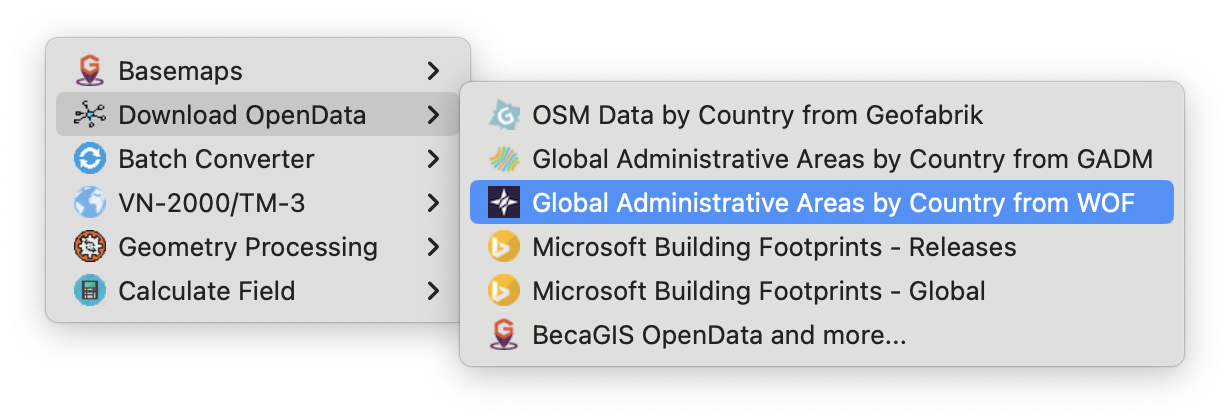 Basemaps
Download OpenData
Batch Converter
VN-2000/TM-3
Geometry Processing
Calculate Field
OSM Data by Country from Geofabrik
Global Administrative Areas by Country from GADM
Global Administrative Areas by Country from WOF
Microsoft Building Footprints - Releases
Microsoft Building Footprints - Global
BecaGIS OpenData and more...